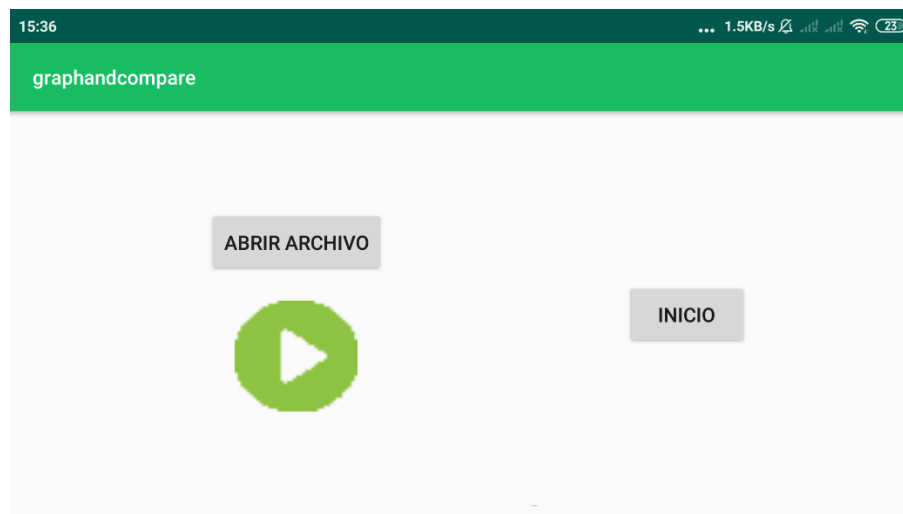 15:36
... 1.5KB/s 23
graphandcompare
ABRIR ARCHIVO
INICIO